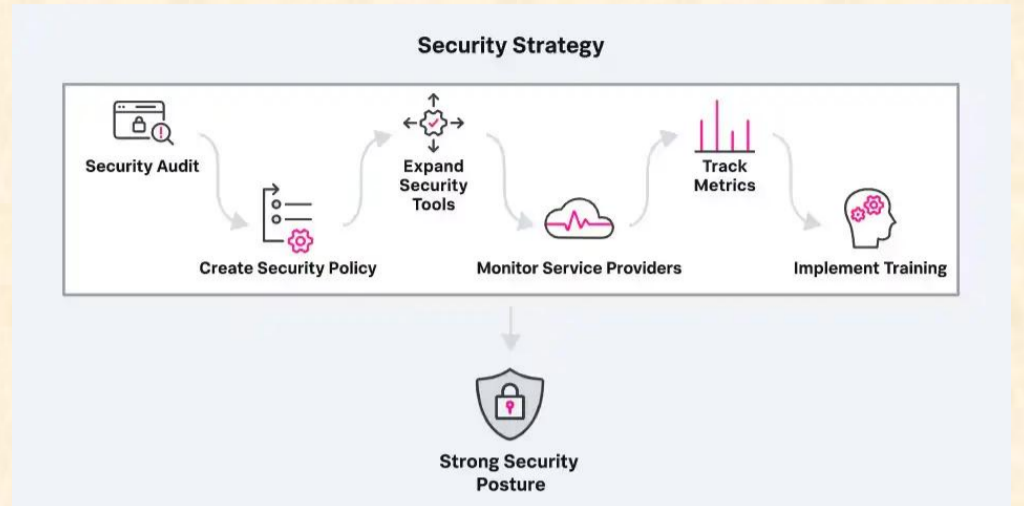 Security Strategy
Security Audit
Create Security Policy
Expand
Security
Tools
Monitor Service Providers
Track
Metrics
Implement Training
Strong Security
Posture